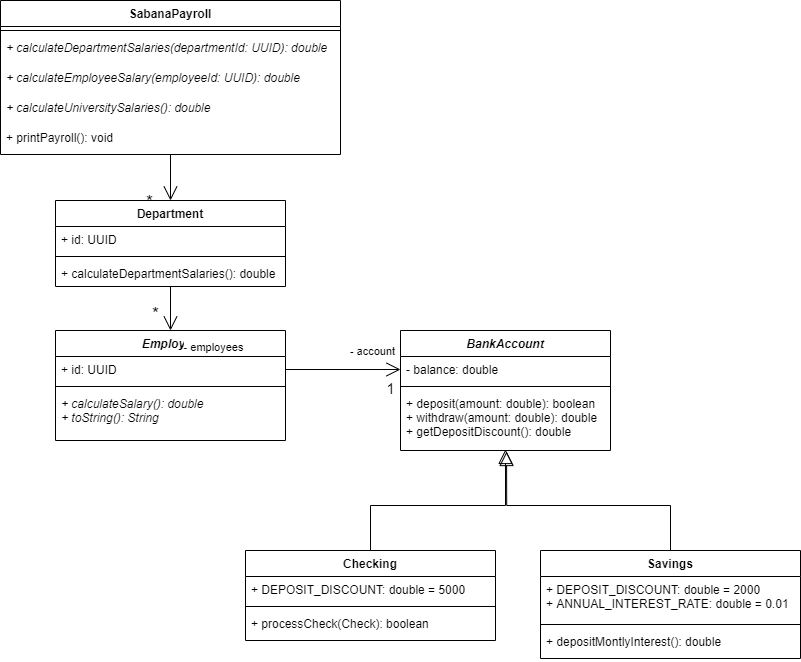 SabanaPayroll
+ calculateDepartmentSalaries(departmentId: UUID): double
+ calculateEmployeeSalary(employeeId: UUID): double
+ calculateUniversitySalaries(): double
+ printPayroll(): void
*
Department
+ id: UUID
+ calculateDepartmentSalaries(): double
*
Employ
- employees
+ id: UUID
+ calculateSalary(): double
+ toString(): String
- account
1
BankAccount
- balance: double
+ deposit(amount: double): boolean
+ withdraw(amount: double): double
+ getDepositDiscount(): double
Checking
+ DEPOSIT_DISCOUNT: double = 5000
+ processCheck(Check): boolean
Savings
+ DEPOSIT_DISCOUNT: double = 2000
+ ANNUAL_INTEREST_RATE: double = 0.01
+ depositMontlyInterest(): double